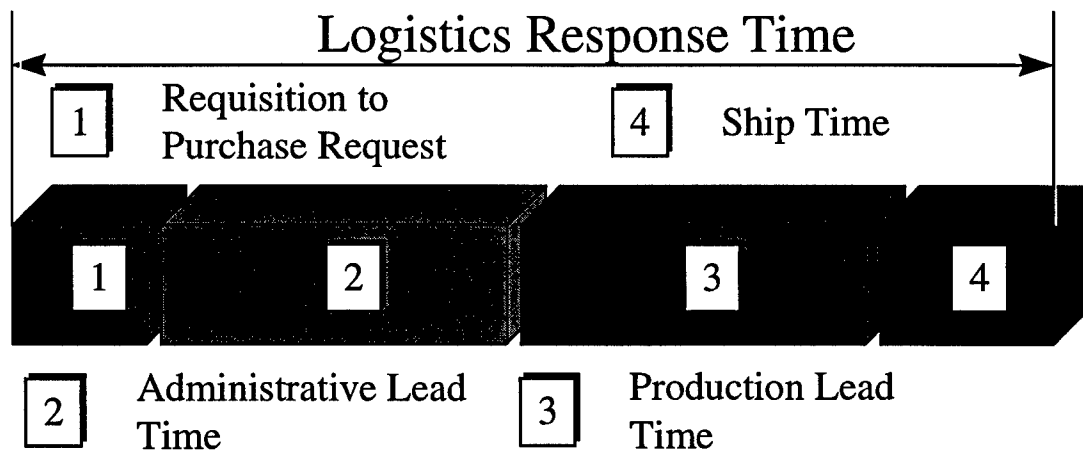 Logistics Response Time
1 Requisition to
Purchase Request
4 Ship Time
1 2 3 4
2 Administrative Lead
Time
3 Production Lead
Time